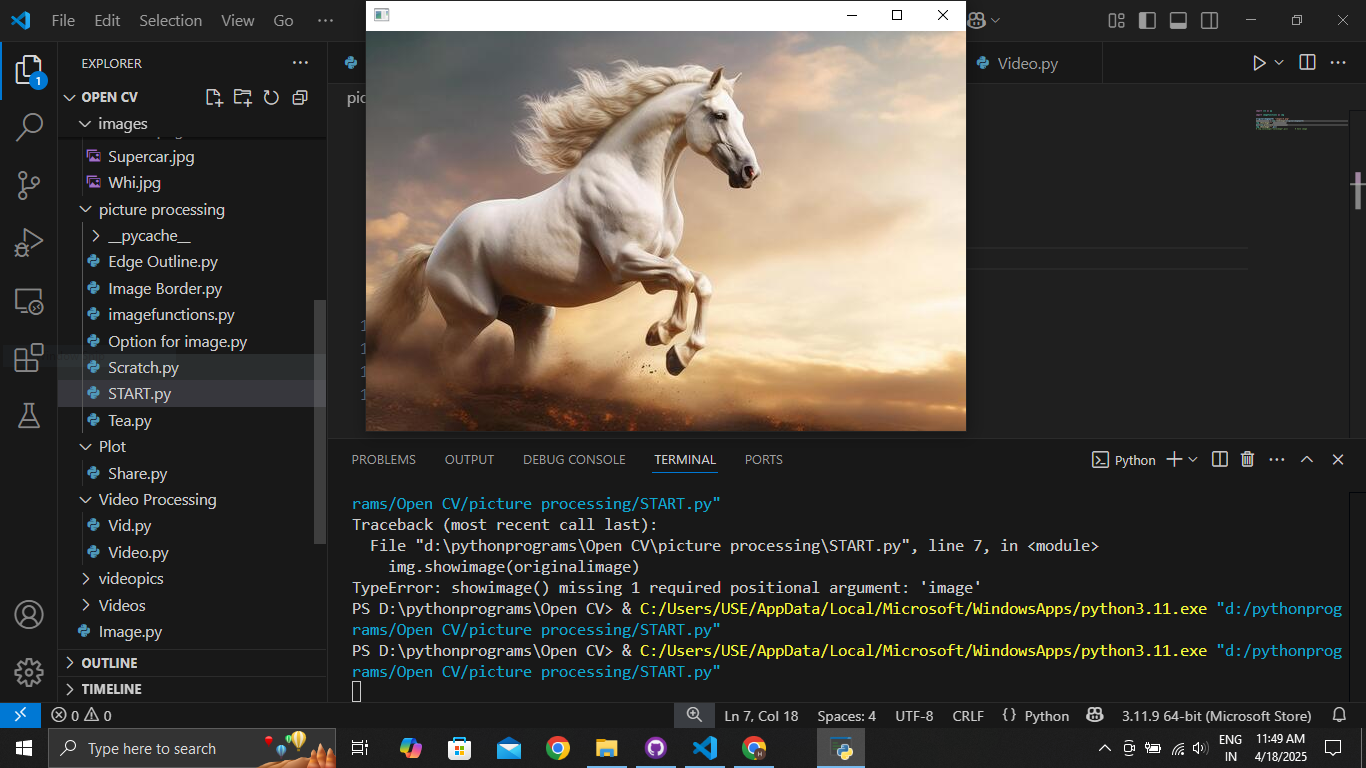 File Edit Selection View Go ···
EXPLORER ···
Video.py
OPEN CV
images
Supercar.jpg
Whi.jpg
picture processing
__pycache__
Edge Outline.py
Image Border.py
imagefunctions.py
Option for image.py
Scratch.py
START.py
Tea.py
Plot
Share.py
Video Processing
Vid.py
Video.py
videopics
Videos
Image.py
OUTLINE
TIMELINE
pic
1
1
1
1
PROBLEMS OUTPUT DEBUG CONSOLE TERMINAL PORTS Python
rams/Open CV/picture processing/START.py"
Traceback (most recent call last):
File "d:\pythonprograms\Open CV\picture processing\START.py", line 7, in <module>
img.showimage(originalimage)
TypeError: showimage() missing 1 required positional argument: 'image'
PS D:\pythonprograms\Open CV> & C:/Users/USE/AppData/Local/Microsoft/WindowsApps/python3.11.exe "d:/pythonprog
rams/Open CV/picture processing/START.py"
PS D:\pythonprograms\Open CV> & C:/Users/USE/AppData/Local/Microsoft/WindowsApps/python3.11.exe "d:/pythonprog
rams/Open CV/picture processing/START.py"
0 0 Ln 7, Col 18 Spaces: 4 UTF-8 CRLF {} Python 3.11.9 64-bit (Microsoft Store)
Type here to search
ENG
IN
11:49 AM
4/18/2025